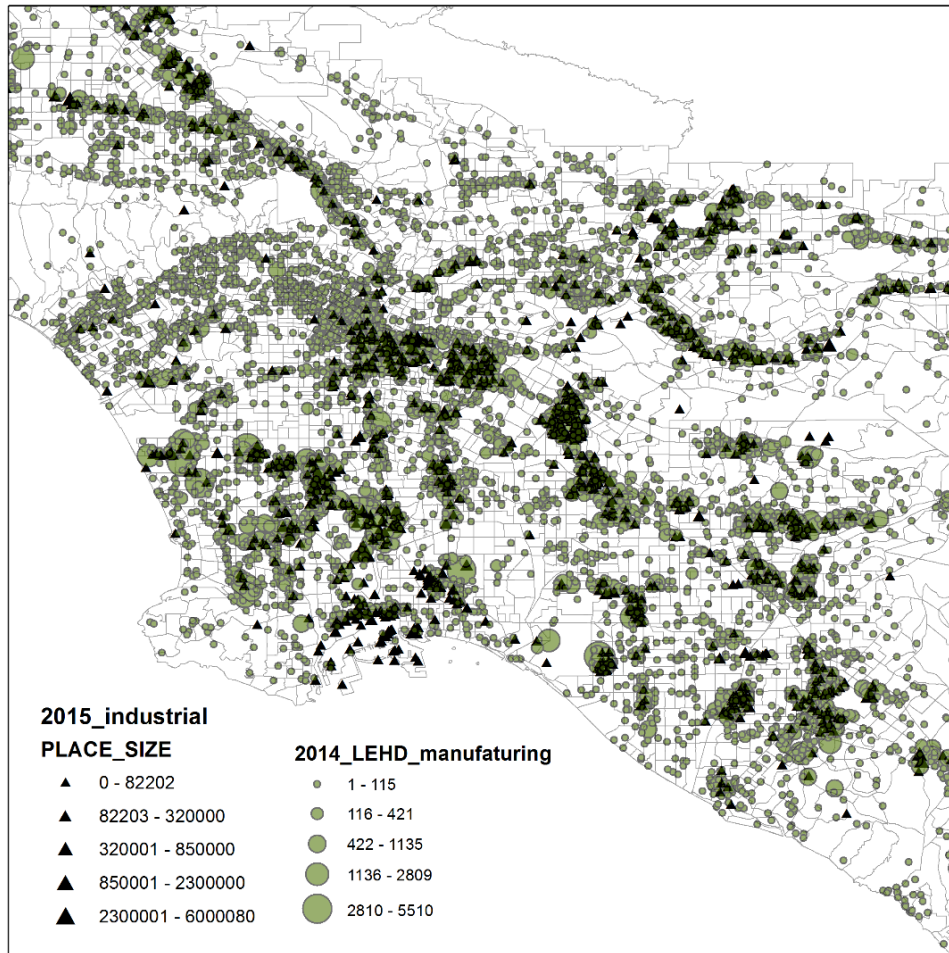 2015_industrial
PLACE_SIZE
0 - 82202
82203 - 320000
320001 - 850000
850001 - 2300000
2300001 - 6000080
2014_LEHD_manufaturing
1 - 115
116 - 421
422 - 1135
1136 - 2809
2810 - 5510